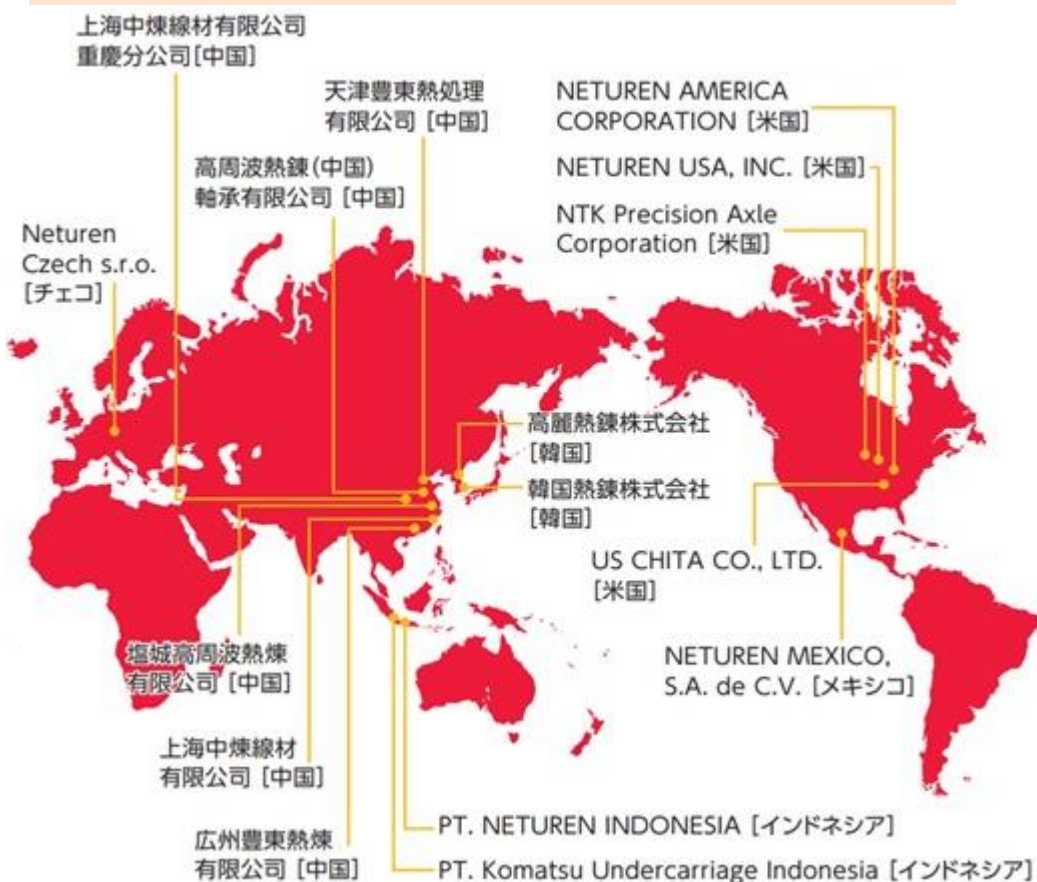 上海中煉線材有限公司
重慶分公司[中国]
天津豊東熱処理
有限公司 [中国]
高周波熱錬(中国)
軸承有限公司 [中国]
Neturen
Czech s.r.o.
[チェコ]
NETUREN AMERICA
CORPORATION [米国]
NETUREN USA, INC. [米国]
NTK Precision Axle
Corporation [米国]
高麗熱錬株式会社
[韓国]
韓国熱錬株式会社
[韓国]
US CHITA CO., LTD.
[米国]
NETUREN MEXICO,
S.A. de C.V. [メキシコ]
塩城高周波熱煉
有限公司 [中国]
上海中煉線材
有限公司 [中国]
広州豊東熱煉
有限公司 [中国]
PT. NETUREN INDONESIA [インドネシア]
PT. Komatsu Undercarriage Indonesia [インドネシア]